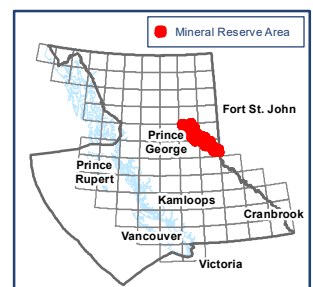 Mineral Reserve Area
Fort St. John
Prince
George
Prince
Rupert
Kamloops
Cranbrook
Vancouver
Victoria